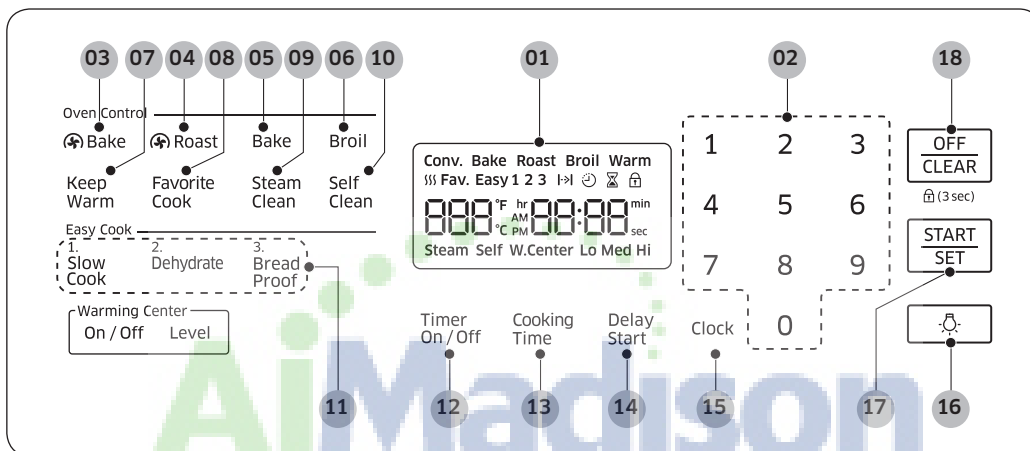 03 07 04 08 05 09 06 10 01 02 18
Oven Control
Bake Roast Bake Broil
Keep Warm
Favorite Cook
Steam Clean
Self Clean
Easy Cook
1. Slow Cook
2. Dehydrate
3. Bread Proof
Warming Center
On / Off Level
Conv. Bake Roast Broil Warm
Fav. Easy 1 2 3
888 °F °C hr AM PM 88:88 min sec
Steam Self W.Center Lo Med Hi
Timer On / Off
Cooking Time
Delay Start
Clock
1 2 3
4 5 6
7 8 9
0
OFF
CLEAR
(3 sec)
START
SET
11 12 13 14 15 17 16
AiMadison